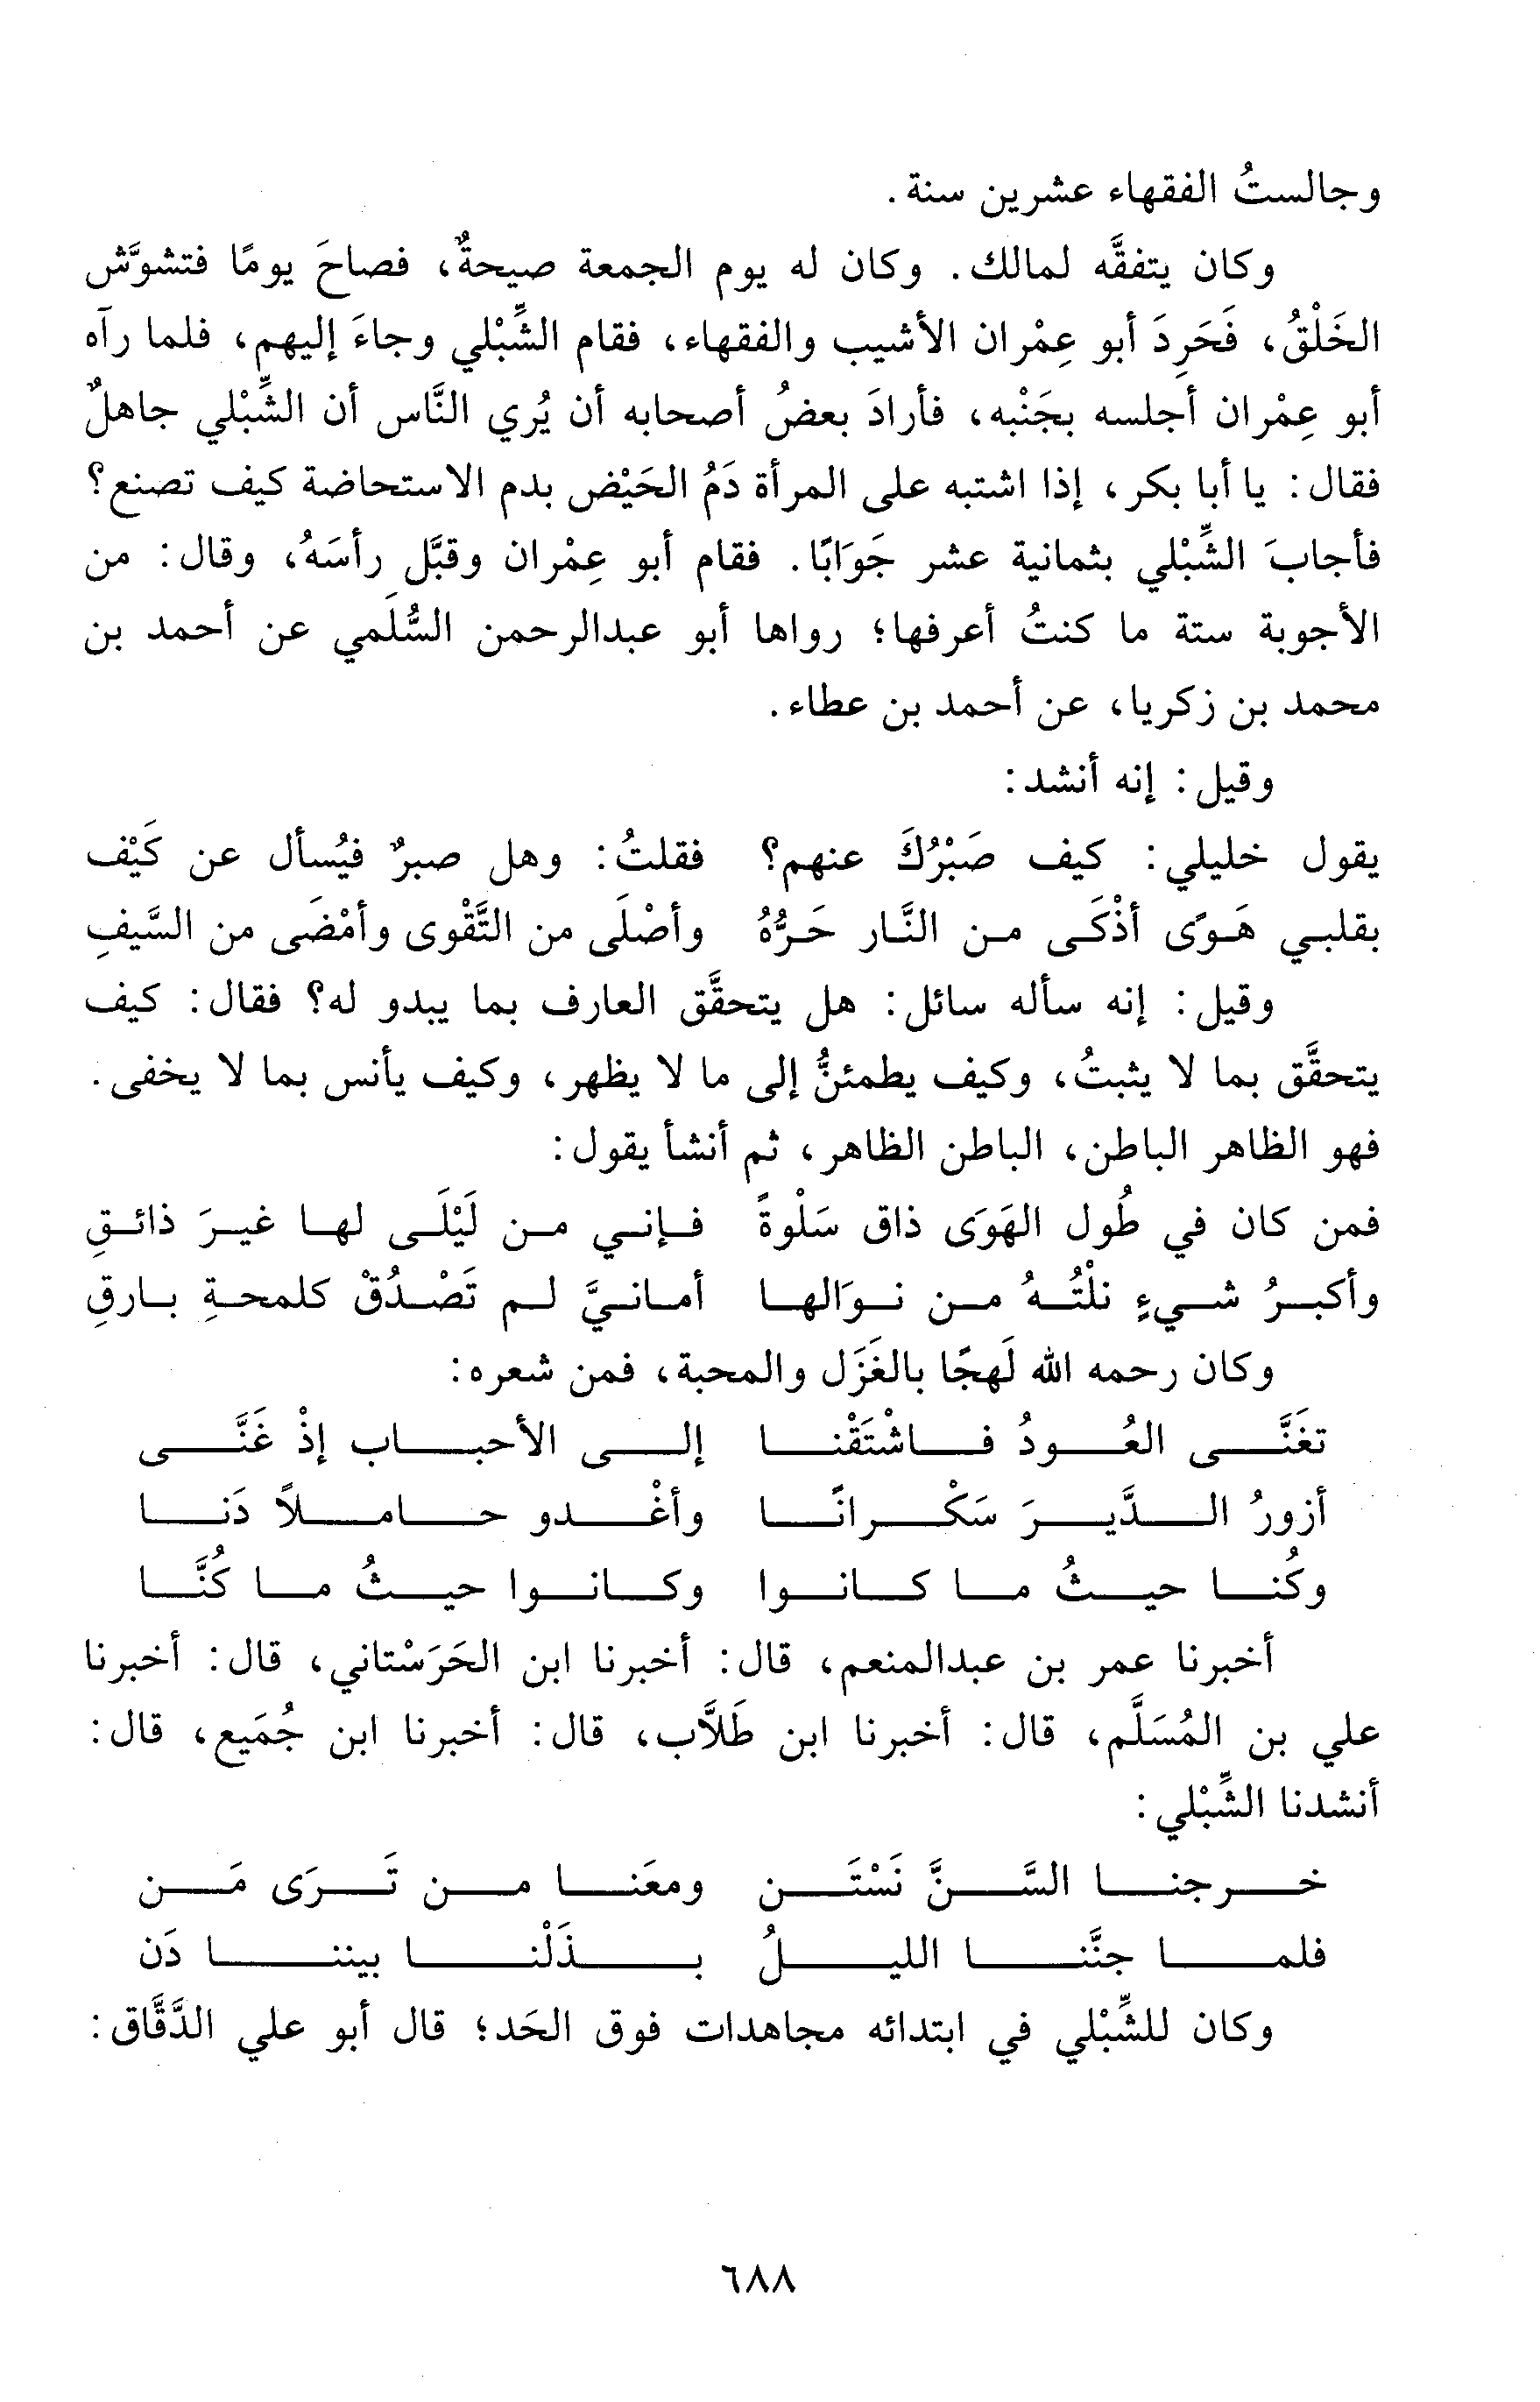 وجالستُ الفقهاء عشرين سنة.
وكان يتفقَّه لمالك. وكان له يوم الجمعة صيحةٌ، فصاحَ يومًا فتشوَّش
الخَلْقُ، فَحَرِدَ أبو عِمْران الأشيب والفقهاء، فقام الشِّبْلي وجاءَ إليهم، فلما رآه
أبو عِمْران أجلسه بجَنْبه، فأرادَ بعضُ أصحابه أن يُري النَّاس أن الشِّبْلي جاهلٌ
فقال: يا أبا بكر، إذا اشتبه على المرأة دَمُ الحَيْض بدم الاستحاضة كيف تصنع؟
فأجابَ الشِّبْلي بثمانية عشر جَوَابًا. فقام أبو عِمْران وقبَّل رأسَهُ، وقال: من
الأجوبة ستة ما كنتُ أعرفها؛ رواها أبو عبدالرحمن السُّلَمي عن أحمد بن
محمد بن زكريا، عن أحمد بن عطاء.
وقيل: إنه أنشد:
يقول خليلي: كيف صَبْرُكَ عنهم؟ فقلتُ: وهل صبرٌ فيُسأل عن كَيْف
بقلبي هَوًى أذْكَى من النَّار حَرُّهُ وأصْلَى من التَّقْوى وأمْضَى من السَّيفِ
وقيل: إنه سأله سائل: هل يتحقَّق العارف بما يبدو له؟ فقال: كيف
يتحقَّق بما لا يثبتُ، وكيف يطمئنُّ إلى ما لا يظهر، وكيف يأنس بما لا يخفى.
فهو الظاهر الباطن، الباطن الظاهر، ثم أنشأ يقول:
فمن كان في طُول الهَوَى ذاق سَلْوةً فإني من لَيْلَى لها غيرَ ذائقِ
وأكبرُ شيءٍ نلْتُهُ من نوَالها أمانيَّ لم تَصْدُقْ كلمحةِ بارقِ
وكان رحمه الله لَهِجًا بالغَزَل والمحبة، فمن شعره:
تغَنَّى العُودُ فاشْتَقْنا إلى الأحباب إذْ غَنَّى
أزورُ الدَّيرَ سَكْرانًا وأغْدو حاملاً دَنا
وكُنا حيثُ ما كانوا وكانوا حيثُ ما كُنَّا
أخبرنا عمر بن عبدالمنعم، قال: أخبرنا ابن الحَرَسْتاني، قال: أخبرنا
علي بن المُسَلَّم، قال: أخبرنا ابن طَلَّاب، قال: أخبرنا ابن جُمَيع، قال:
أنشدنا الشِّبْلي:
خرجنا السَّنَّ نَسْتَن ومعَنا من تَرَى مَن
فلما جنَّنا الليلُ بذَلْنا بيننا دَن
وكان للشِّبْلي في ابتدائه مجاهدات فوق الحَد؛ قال أبو علي الدَّقَّاق:
٦٨٨